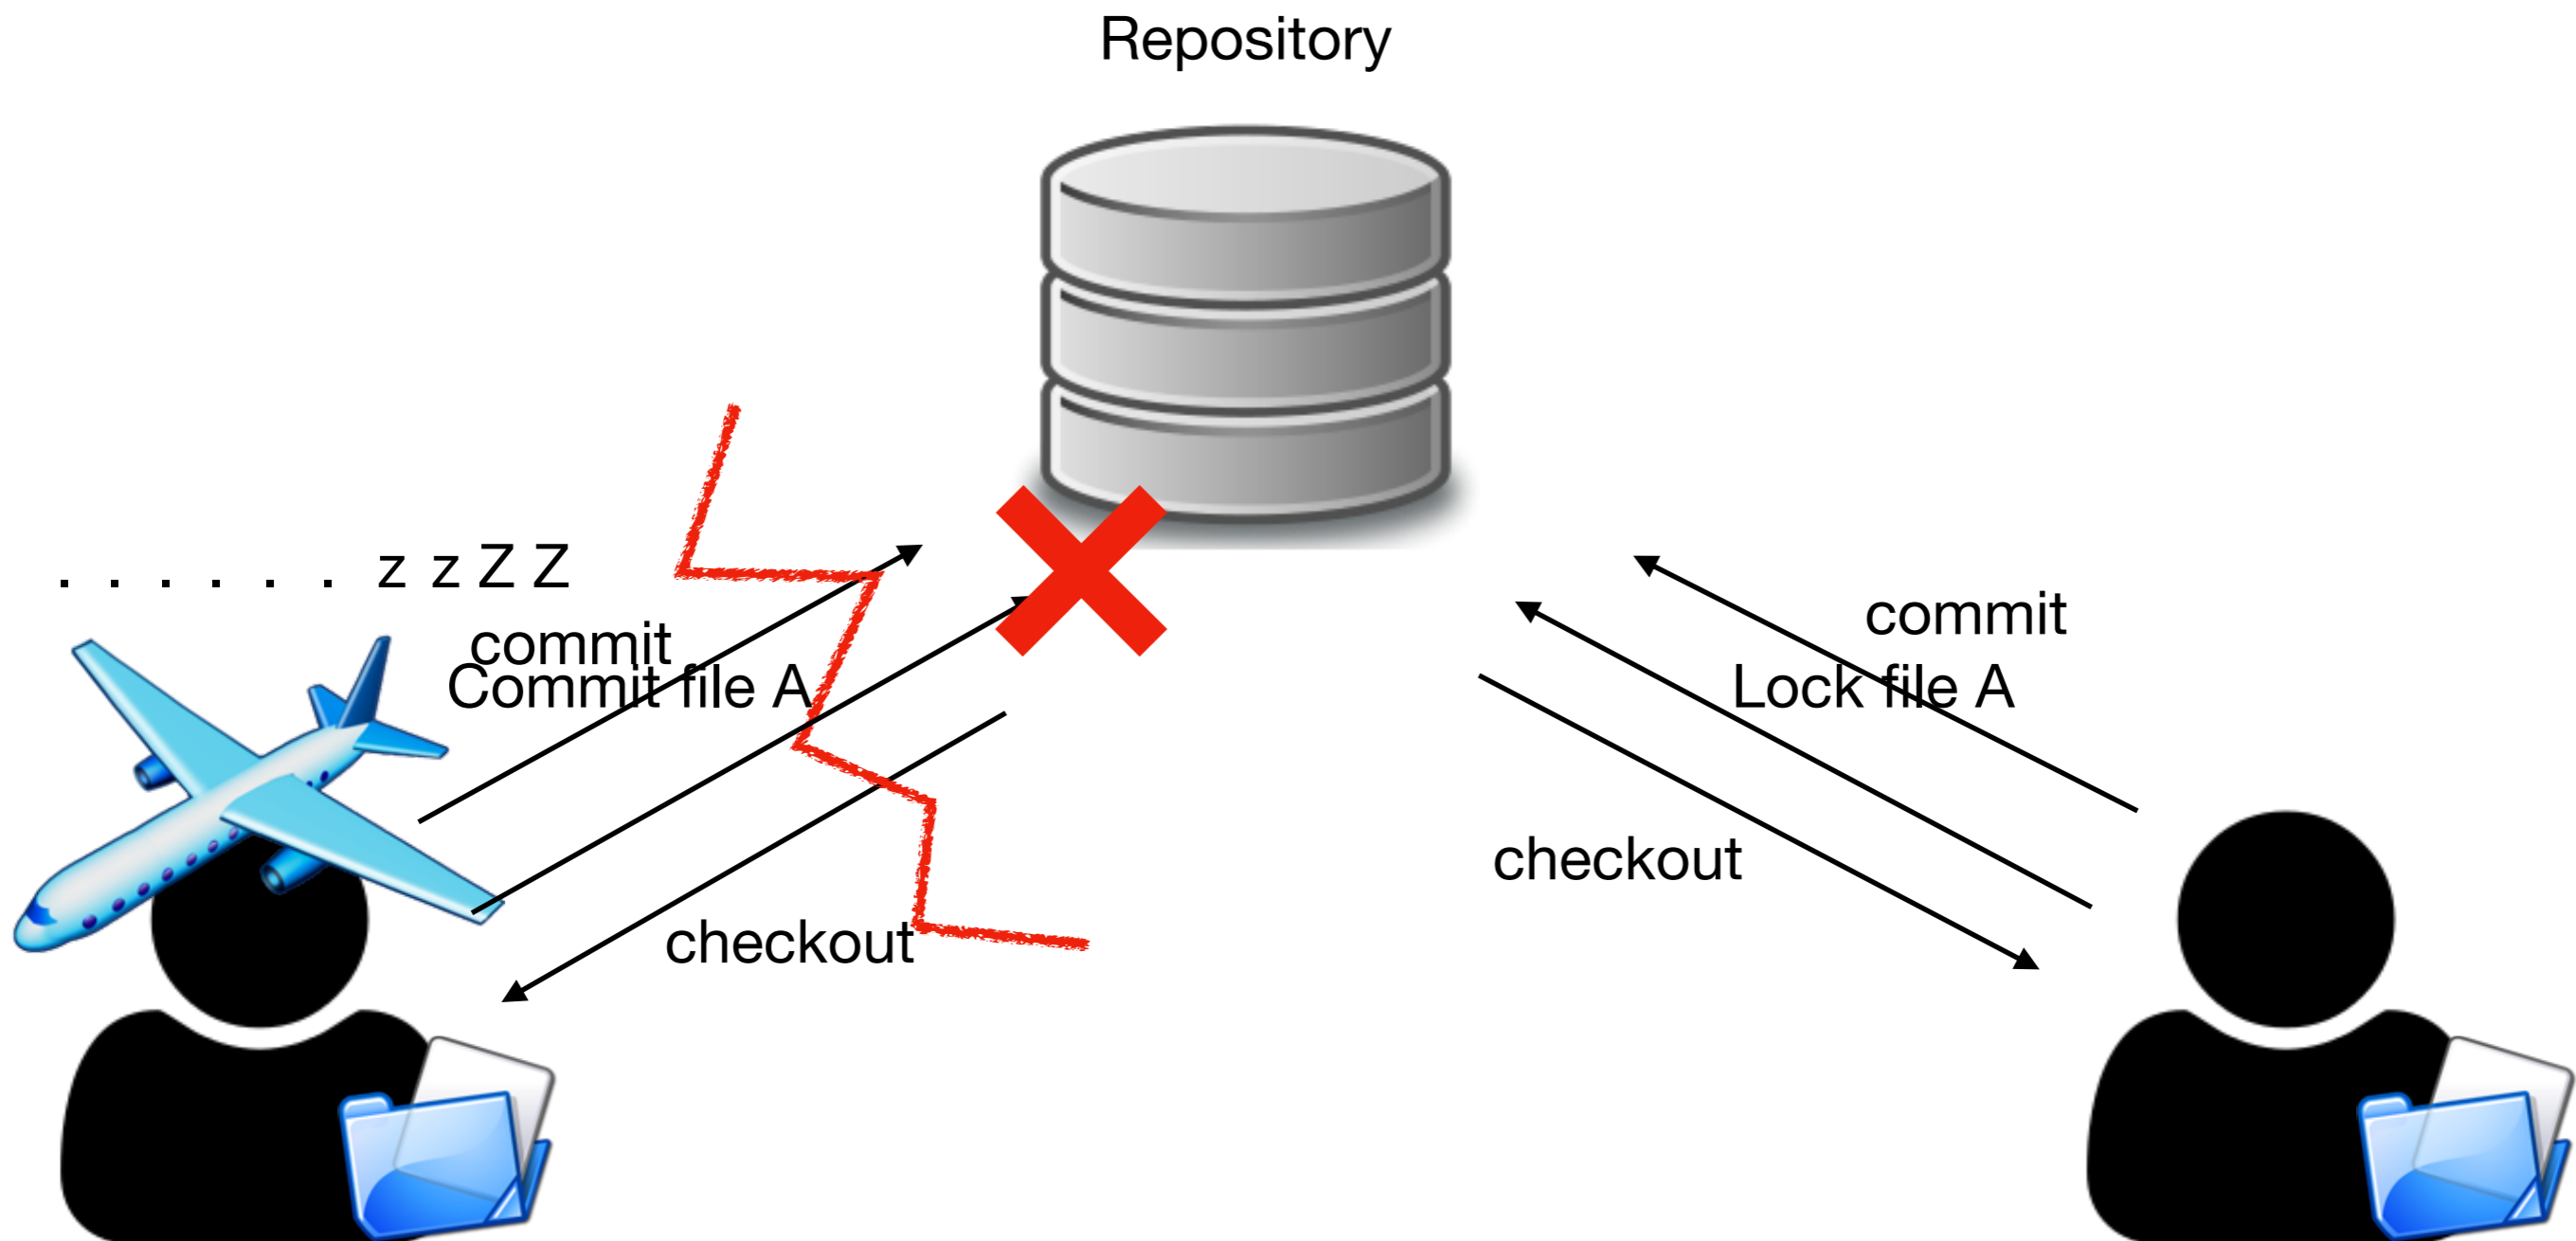 Repository
. . . . . . z z Z Z
commit
Commit file A
checkout
commit
Lock file A
checkout